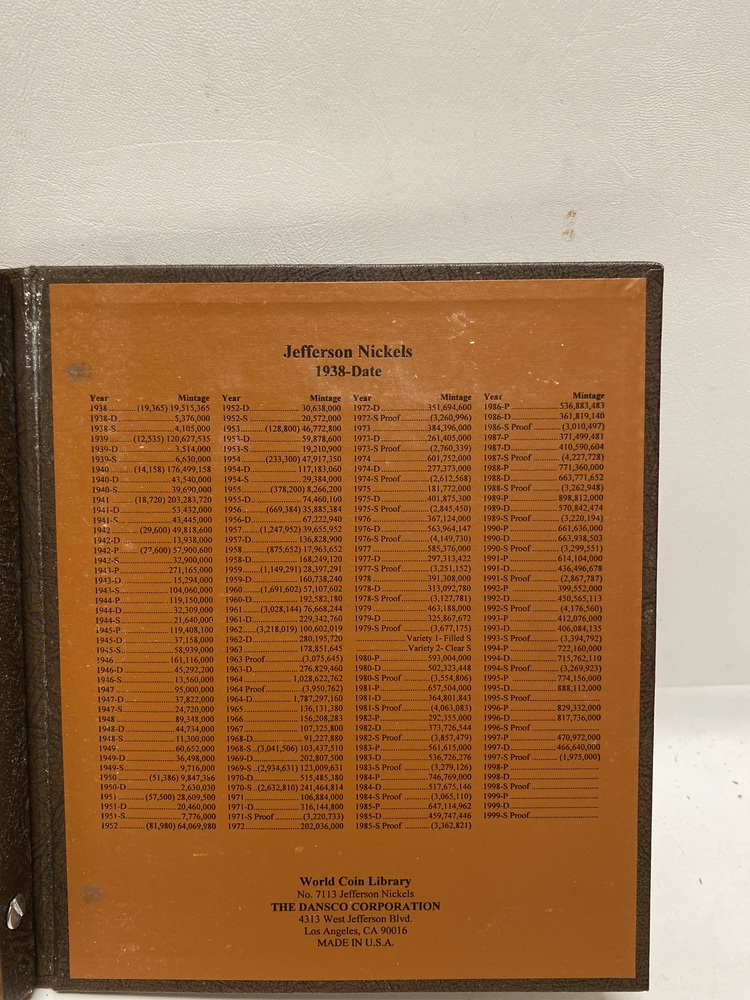 Jefferson Nickels
1938-Date
Year Mintage
1938 (19,365) 19,515,365
1938-D 5,376,000
1938-S 4,105,000
1939 (12,535) 120,627,535
1939-D 3,514,000
1939-S 6,630,000
1940 (14,158) 176,499,158
1940-D 43,540,000
1940-S 39,690,000
1941 (18,720) 203,283,720
1941-D 53,432,000
1941-S 43,445,000
1942 (29,600) 49,818,600
1942-D 13,938,000
1942-P (27,600) 57,900,600
1942-S 32,900,000
1943-P 271,165,000
1943-D 15,294,000
1943-S 104,060,000
1944-P 119,150,000
1944-D 32,309,000
1944-S 21,640,000
1945-P 119,408,100
1945-D 37,158,000
1945-S 58,939,000
1946 161,116,000
1946-D 45,292,200
1946-S 13,560,000
1947 95,000,000
1947-D 37,822,000
1947-S 24,720,000
1948 89,348,000
1948-D 44,734,000
1948-S 11,300,000
1949 60,652,000
1949-D 36,498,000
1949-S 9,716,000
1950 (51,386) 9,847,386
1950-D 2,630,030
1951 (57,500) 28,609,500
1951-D 20,460,000
1951-S 7,776,000
1952 (81,980) 64,069,980
Year Mintage
1952-D 30,638,000
1952-S 20,572,000
1953 (128,800) 46,772,800
1953-D 59,878,600
1953-S 19,210,900
1954 (233,300) 47,917,350
1954-D 117,183,060
1954-S 29,384,000
1955 (378,200) 8,266,200
1955-D 74,460,100
1956 (669,384) 35,885,384
1956-D 67,222,940
1957 (1,247,952) 39,655,952
1957-D 136,828,900
1958 (875,652) 17,963,652
1958-D 168,249,120
1959 (1,149,291) 28,397,291
1959-D 160,738,240
1960 (1,691,602) 57,107,602
1960-D 192,582,180
1961 (3,028,144) 76,668,244
1961-D 229,342,760
1962 (3,218,019) 100,602,019
1962-D 280,195,720
1963 178,851,645
1963 Proof (3,075,645)
1963-D 276,829,460
1964 1,028,622,762
1964 Proof (3,950,762)
1964-D 1,787,297,160
1965 136,131,380
1966 156,208,283
1967 107,325,800
1968-D 91,227,880
1968-S (3,041,506) 103,437,510
1969-D 202,807,500
1969-S (2,934,631) 123,009,631
1970-D 515,485,380
1970-S (2,632,810) 241,464,814
1971 106,884,000
1971-D 316,144,800
1971-S Proof (3,220,733)
1972 202,036,000
Year Mintage
1972-D 351,694,600
1972-S Proof (3,260,996)
1973 384,396,000
1973-D 261,405,000
1973-S Proof (2,760,339)
1974 601,752,000
1974-D 277,373,000
1974-S Proof (2,612,568)
1975 181,772,000
1975-D 401,875,300
1975-S Proof (2,845,450)
1976 367,124,000
1976-D 563,964,147
1976-S Proof (4,149,730)
1977 585,376,000
1977-D 297,313,422
1977-S Proof (3,251,152)
1978 391,308,000
1978-D 313,092,780
1978-S Proof (3,127,781)
1979 463,188,000
1979-D 325,867,672
1979-S Proof (3,677,175)
Variety 1- Filled S
Variety 2- Clear S
1980-P 593,004,000
1980-D 502,323,448
1980-S Proof (3,554,806)
1981-P 657,504,000
1981-D 364,801,843
1981-S Proof (4,063,083)
1982-P 292,355,000
1982-D 373,726,544
1982-S Proof (3,857,479)
1983-P 561,615,000
1983-D 536,726,276
1983-S Proof (3,279,126)
1984-P 746,769,000
1984-D 517,675,146
1984-S Proof (3,065,110)
1985-P 647,114,962
1985-D 459,747,446
1985-S Proof (3,362,821)
Year Mintage
1986-P 536,883,483
1986-D 361,819,140
1986-S Proof (3,010,497)
1987-P 371,499,481
1987-D 410,590,604
1987-S Proof (4,227,728)
1988-P 771,360,000
1988-D 663,771,652
1988-S Proof (3,262,948)
1989-P 898,812,000
1989-D 570,842,474
1989-S Proof (3,220,194)
1990-P 661,636,000
1990-D 663,938,503
1990-S Proof (3,299,551)
1991-P 614,104,000
1991-D 436,496,678
1991-S Proof (2,867,787)
1992-P 399,552,000
1992-D 450,565,113
1992-S Proof (4,176,560)
1993-P 412,076,000
1993-D 406,084,135
1993-S Proof (3,394,792)
1994-P 722,160,000
1994-D 715,762,110
1994-S Proof (3,269,923)
1995-P 774,156,000
1995-D 888,112,000
1995-S Proof
1996-P 829,332,000
1996-D 817,736,000
1996-S Proof
1997-P 470,972,000
1997-D 466,640,000
1997-S Proof (1,975,000)
1998-P
1998-D
1998-S Proof
1999-P
1999-D
1999-S Proof
World Coin Library
No. 7113 Jefferson Nickels
THE DANSCO CORPORATION
4313 West Jefferson Blvd.
Los Angeles, CA 90016
MADE IN U.S.A.